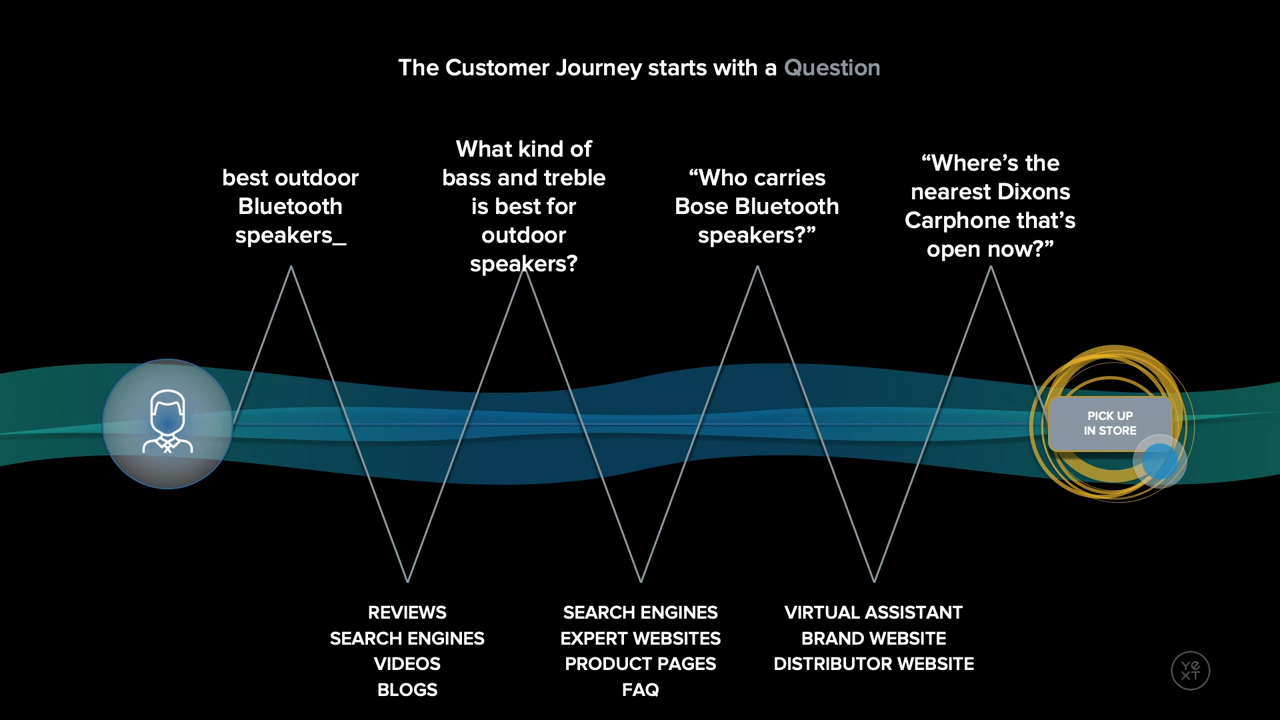 The Customer Journey starts with a Question
best outdoor
Bluetooth
speakers_
What kind of
bass and treble
is best for
outdoor
speakers?
“Who carries
Bose Bluetooth
speakers?”
“Where’s the
nearest Dixons
Carphone that’s
open now?”
PICK UP
IN STORE
REVIEWS
SEARCH ENGINES
VIDEOS
BLOGS
SEARCH ENGINES
EXPERT WEBSITES
PRODUCT PAGES
FAQ
VIRTUAL ASSISTANT
BRAND WEBSITE
DISTRIBUTOR WEBSITE
yext